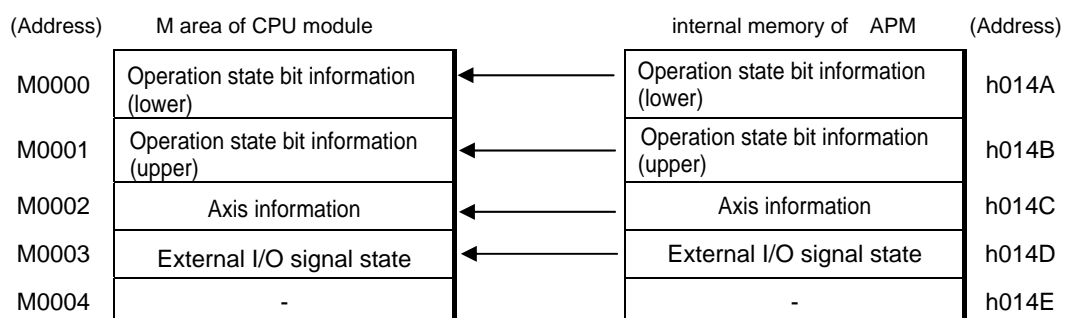 (Address) M area of CPU module internal memory of APM (Address)
M0000 Operation state bit information (lower) Operation state bit information (lower) h014A
M0001 Operation state bit information (upper) Operation state bit information (upper) h014B
M0002 Axis information Axis information h014C
M0003 External I/O signal state External I/O signal state h014D
M0004 - - h014E